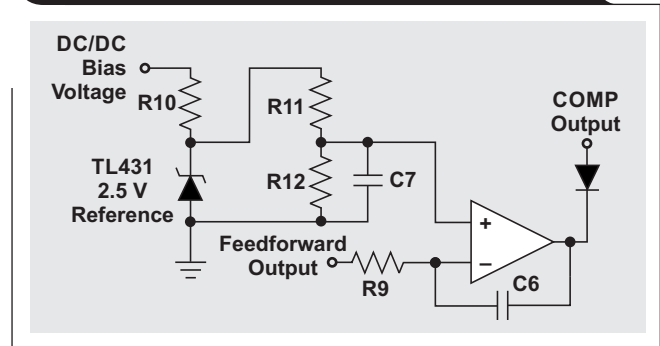 DC/DC
Bias
Voltage
R10
R11
COMP
Output
TL431
2.5 V
Reference
R12
C7
+
Feedforward
Output
R9
–
C6